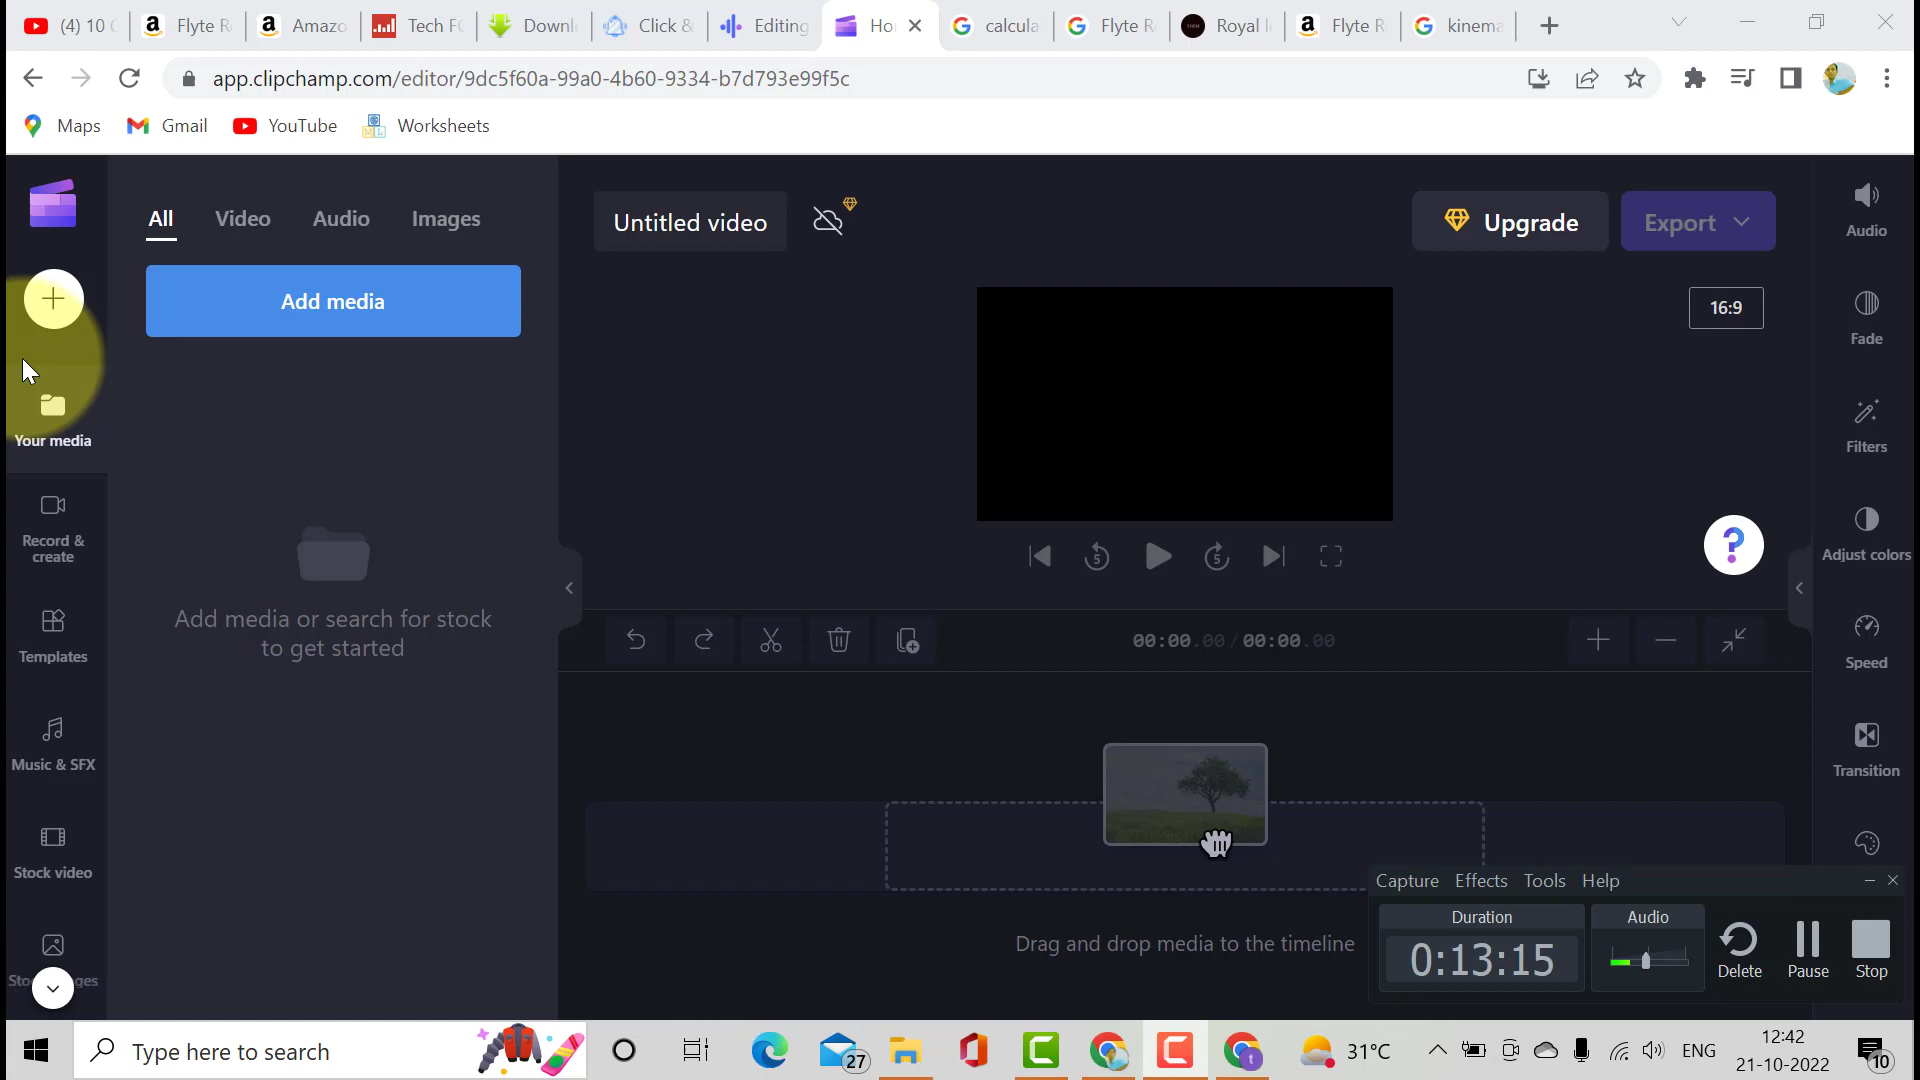 (4) 10
Flyte R
Amazo
Tech F
Downl
Click &
Editing
Ho
calcula
Flyte R
Royal
Flyte R
kinema
app.clipchamp.com/editor/9dc5f60a-99a0-4b60-9334-b7d793e99f5c
Maps
Gmail
YouTube
Worksheets
All
Video
Audio
Images
Untitled video
Upgrade
Export
Audio
Add media
16:9
Fade
Your media
Filters
Record &
create
Adjust colors
5
5
?
Add media or search for stock
to get started
00:00.00/00:00.00
Templates
Speed
Music & SFX
Transition
Stock video
Capture Effects Tools Help
Duration
Audio
Drag and drop media to the timeline
0:13:15
Delete
Pause
Stop
Type here to search
27
31°C
ENG
12:42
21-10-2022
10